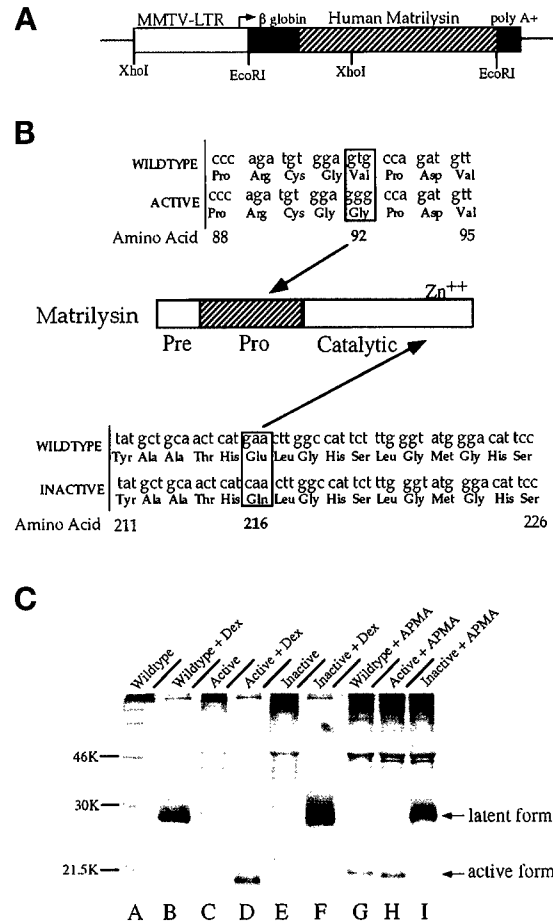 A
MMTV-LTR β globin Human Matrilysin poly A+
XhoI EcoRI XhoI EcoRI
B
ccc aga tgt gga gtg cca gat gtt
WILDTYPE
Pro Arg Cys Gly Val Pro Asp Val
ccc aga tgt gga ggg cca gat gtt
ACTIVE
Pro Arg Cys Gly Gly Pro Asp Val
Amino Acid 88 92 95
Zn++
Matrilysin
Pre Pro Catalytic
tat gct gca act cat gaa ctt ggc cat tct ttg ggt atg gga cat tcc
WILDTYPE
Tyr Ala Ala Thr His Glu Leu Gly His Ser Leu Gly Met Gly His Ser
tat gct gca act cat caa ctt ggc cat tct ttg ggt atg gga cat tcc
INACTIVE
Tyr Ala Ala Thr His Gln Leu Gly His Ser Leu Gly Met Gly His Ser
Amino Acid 211 216 226
C
Wildtype
Wildtype + Dex
Active
Active + Dex
Inactive
Inactive + Dex
Wildtype + APMA
Active + APMA
Inactive + APMA
46K
30K
latent form
21.5K
active form
A B C D E F G H I